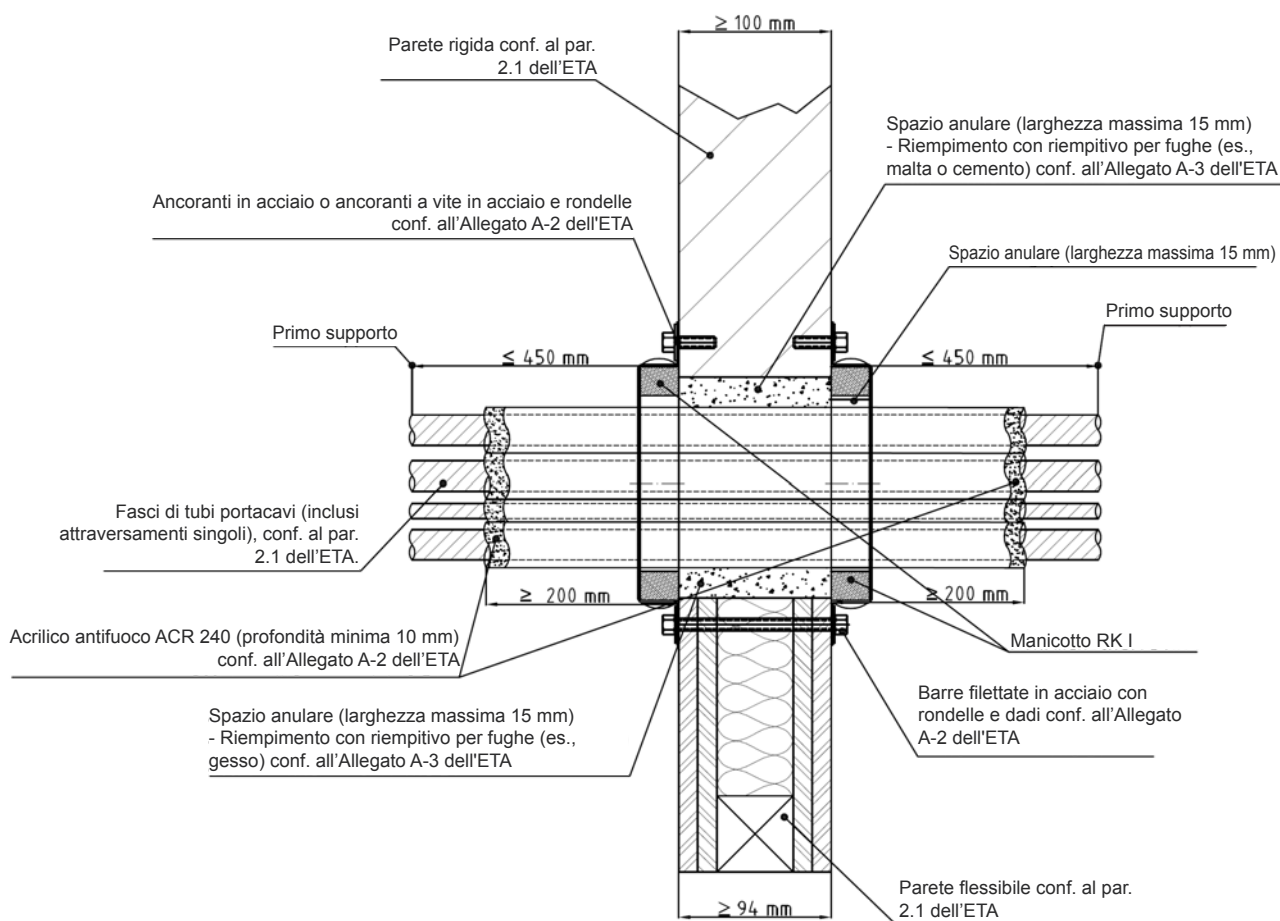 ≥ 100 mm
Parete rigida conf. al par.
2.1 dell'ETA
Spazio anulare (larghezza massima 15 mm)
- Riempimento con riempitivo per fughe (es.,
malta o cemento) conf. all'Allegato A-3 dell'ETA
Ancoranti in acciaio o ancoranti a vite in acciaio e rondelle
conf. all'Allegato A-2 dell'ETA
Spazio anulare (larghezza massima 15 mm)
Primo supporto
Primo supporto
≤ 450 mm
≤ 450 mm
Fasci di tubi portacavi (inclusi
attraversamenti singoli), conf. al par.
2.1 dell'ETA.
≥ 200 mm
≥ 200 mm
Acrilico antifuoco ACR 240 (profondità minima 10 mm)
conf. all'Allegato A-2 dell'ETA
Manicotto RK I
Barre filettate in acciaio con
rondelle e dadi conf. all'Allegato
A-2 dell'ETA
Spazio anulare (larghezza massima 15 mm)
- Riempimento con riempitivo per fughe (es.,
gesso) conf. all'Allegato A-3 dell'ETA
Parete flessibile conf. al par.
2.1 dell'ETA
≥ 94 mm